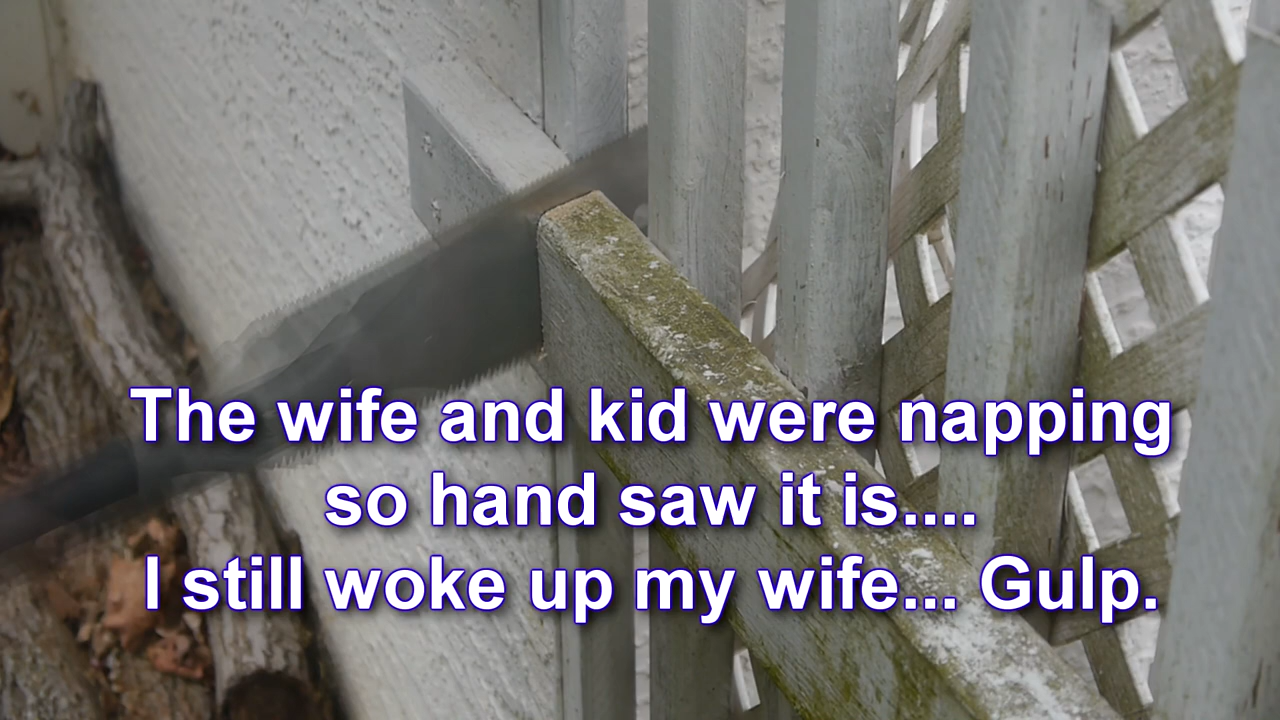 The wife and kid were napping
so hand saw it is....
I still woke up my wife... Gulp.